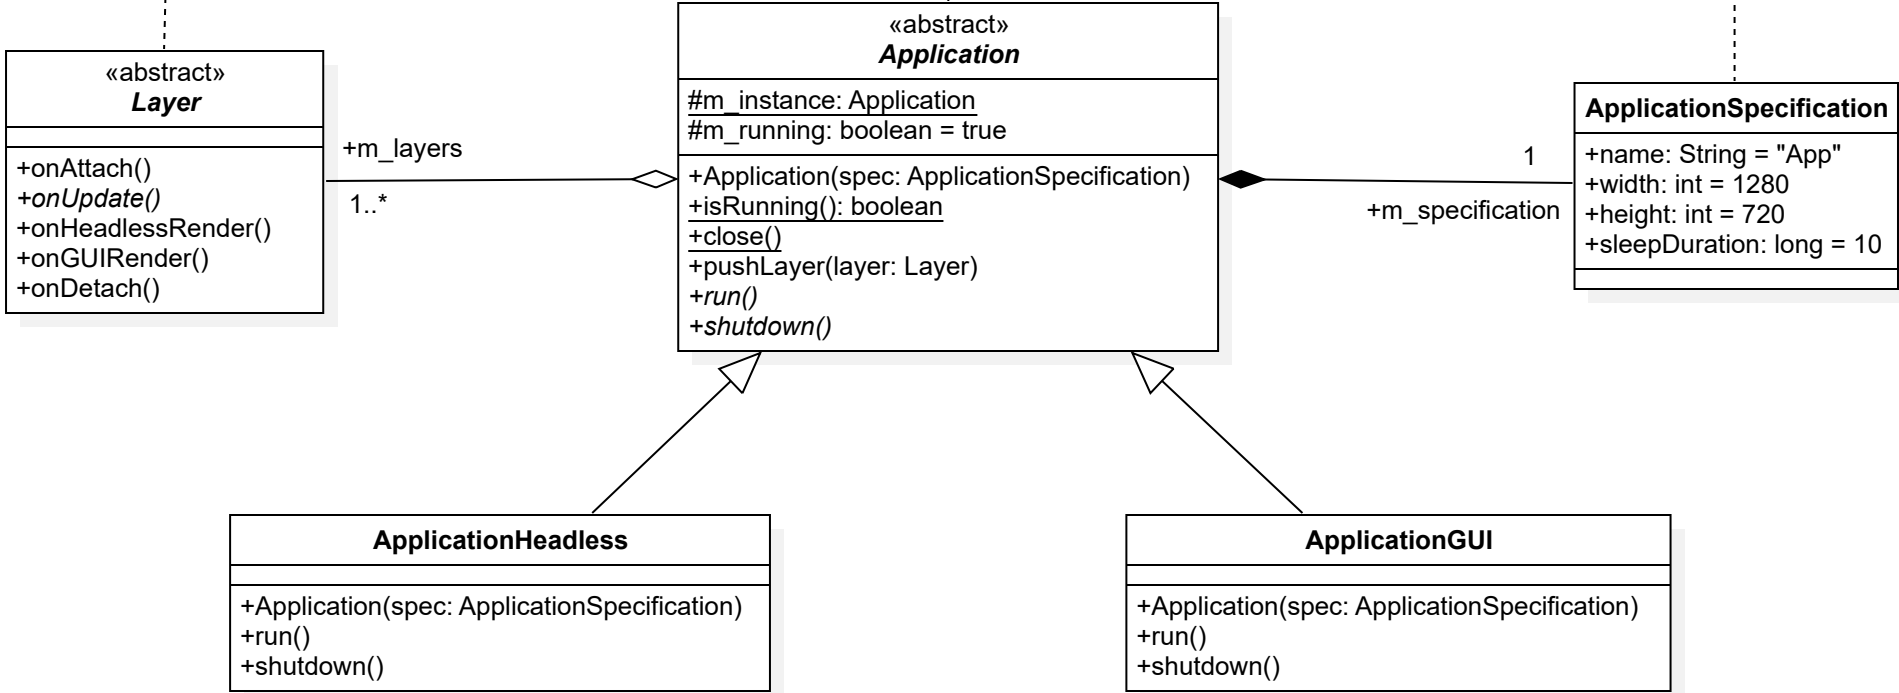 «abstract»
Layer
+onAttach()
+onUpdate()
+onHeadlessRender()
+onGUIRender()
+onDetach()
+m_layers
1..*
«abstract»
Application
#m_instance: Application
#m_running: boolean = true
+Application(spec: ApplicationSpecification)
+isRunning(): boolean
+close()
+pushLayer(layer: Layer)
+run()
+shutdown()
1
+m_specification
ApplicationSpecification
+name: String = "App"
+width: int = 1280
+height: int = 720
+sleepDuration: long = 10
ApplicationHeadless
+Application(spec: ApplicationSpecification)
+run()
+shutdown()
ApplicationGUI
+Application(spec: ApplicationSpecification)
+run()
+shutdown()